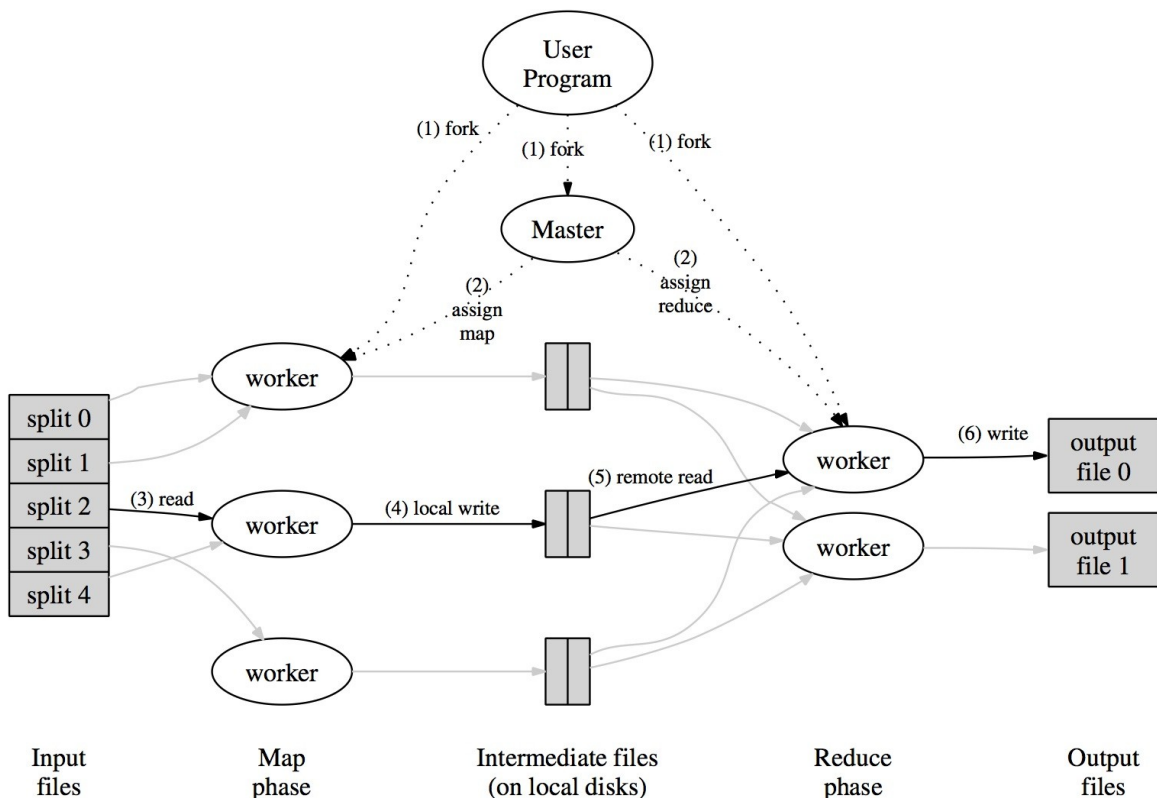 User
Program
(1) fork
(1) fork
(1) fork
Master
(2)
assign
map
(2)
assign
reduce
worker
split 0
split 1
split 2
split 3
split 4
(3) read
worker
(4) local write
(5) remote read
worker
(6) write
output
file 0
worker
output
file 1
worker
Input
files
Map
phase
Intermediate files
(on local disks)
Reduce
phase
Output
files